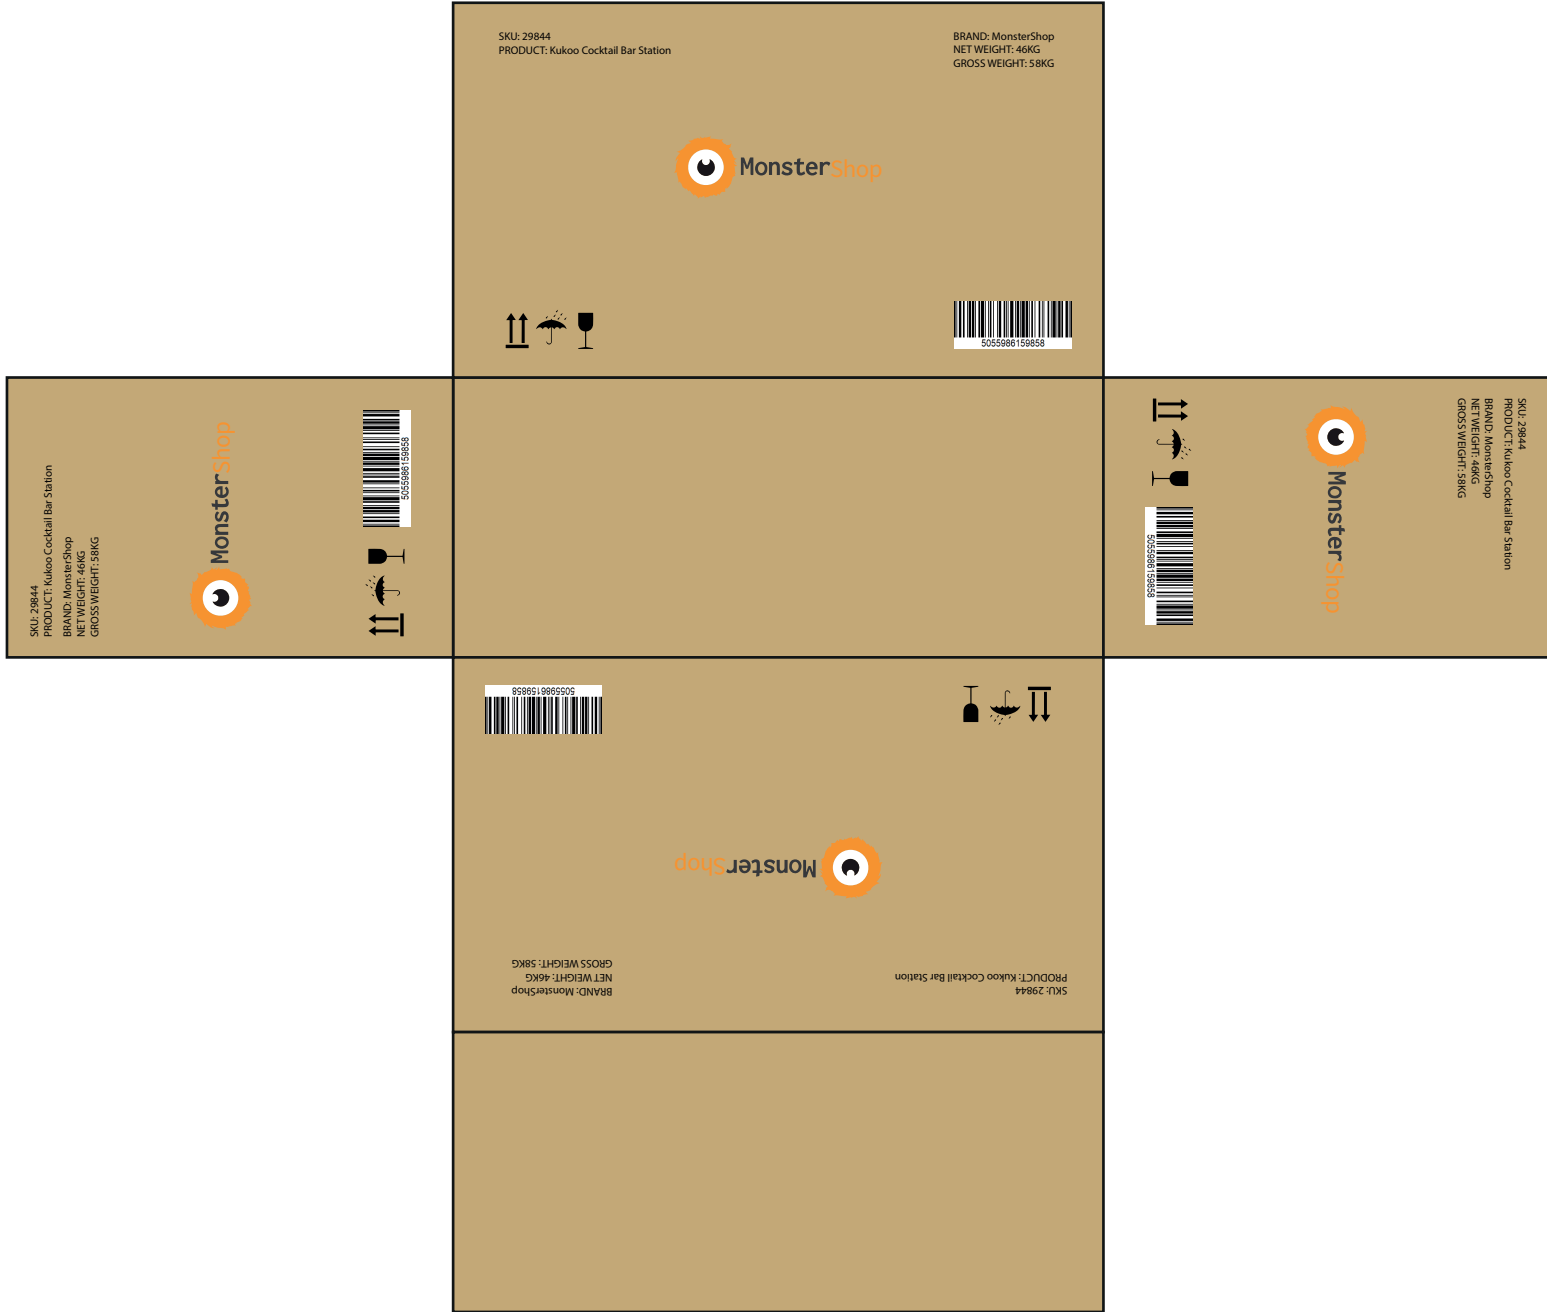 SKU: 29844
PRODUCT: Kukoo Cocktail Bar Station
BRAND: MonsterShop
NET WEIGHT: 46KG
GROSS WEIGHT: 58KG
MonsterShop
5055986159858
SKU: 29844
PRODUCT: Kukoo Cocktail Bar Station
BRAND: MonsterShop
NET WEIGHT: 46KG
GROSS WEIGHT: 58KG
MonsterShop
5055986159858
SKU: 29844
PRODUCT: Kukoo Cocktail Bar Station
BRAND: MonsterShop
NET WEIGHT: 46KG
GROSS WEIGHT: 58KG
MonsterShop
5055986159858
SKU: 29844
PRODUCT: Kukoo Cocktail Bar Station
BRAND: MonsterShop
NET WEIGHT: 46KG
GROSS WEIGHT: 58KG
MonsterShop
5055986159858